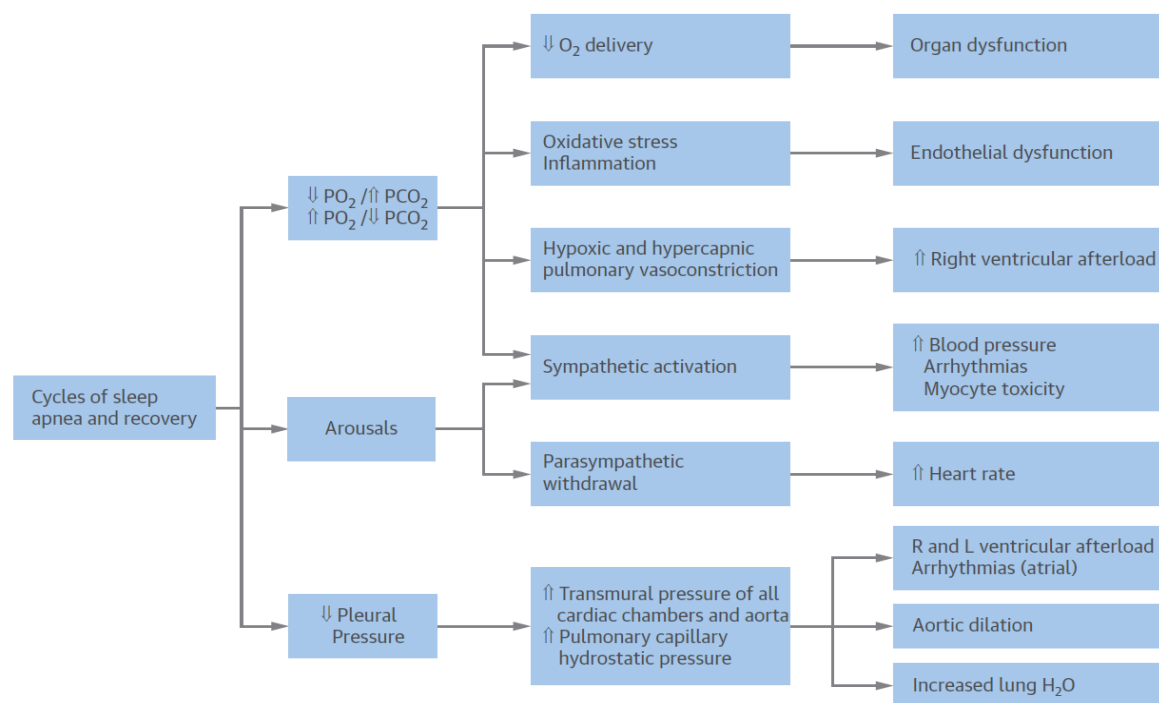 ⇓ O₂ delivery
Organ dysfunction
Oxidative stress
Inflammation
Endothelial dysfunction
⇓ PO₂ /⇑ PCO₂
⇑ PO₂ /⇓ PCO₂
Hypoxic and hypercapnic
pulmonary vasoconstriction
⇑ Right ventricular afterload
Sympathetic activation
⇑ Blood pressure
Arrhythmias
Myocyte toxicity
Cycles of sleep
apnea and recovery
Arousals
Parasympathetic
withdrawal
⇑ Heart rate
⇓ Pleural
Pressure
⇑ Transmural pressure of all
cardiac chambers and aorta
⇑ Pulmonary capillary
hydrostatic pressure
R and L ventricular afterload
Arrhythmias (atrial)
Aortic dilation
Increased lung H₂O